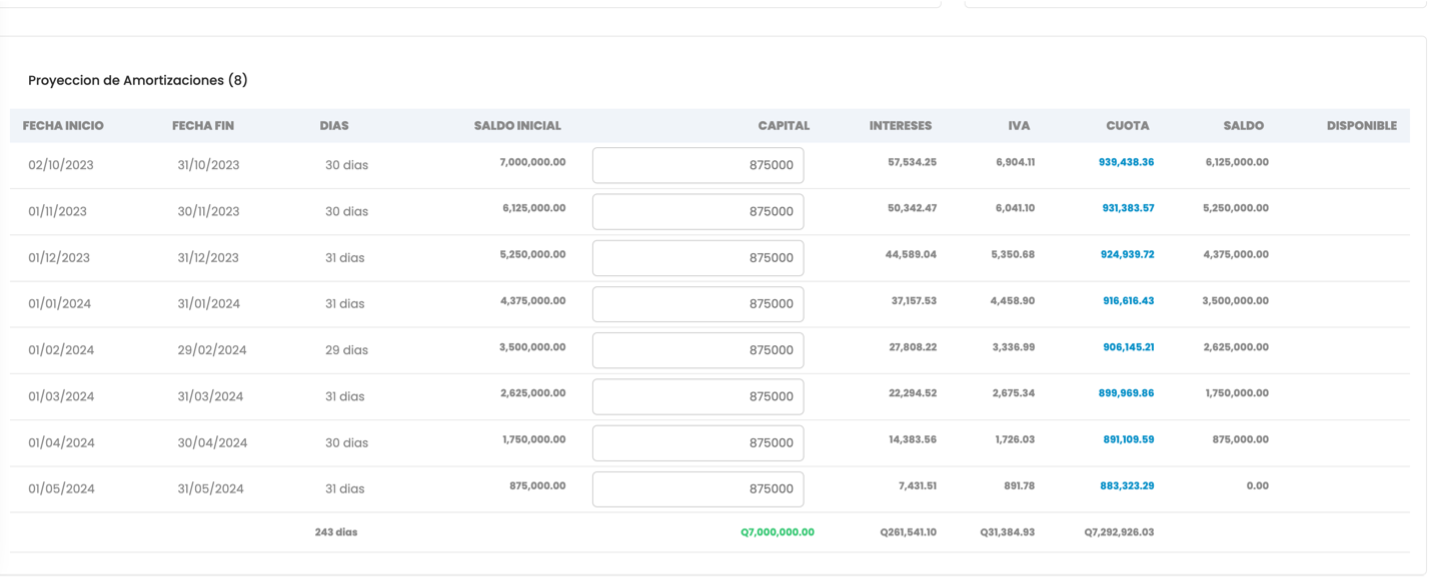 Proyeccion de Amortizaciones (8)
FECHA INICIO FECHA FIN DIAS SALDO INICIAL CAPITAL INTERESES IVA CUOTA SALDO DISPONIBLE
02/10/2023 31/10/2023 30 dias 7,000,000.00 875000 57,534.25 6,904.11 939,438.36 6,125,000.00
01/11/2023 30/11/2023 30 dias 6,125,000.00 875000 50,342.47 6,041.10 931,383.57 5,250,000.00
01/12/2023 31/12/2023 31 dias 5,250,000.00 875000 44,589.04 5,350.68 924,939.72 4,375,000.00
01/01/2024 31/01/2024 31 dias 4,375,000.00 875000 37,157.53 4,458.90 916,616.43 3,500,000.00
01/02/2024 29/02/2024 29 dias 3,500,000.00 875000 27,808.22 3,336.99 906,145.21 2,625,000.00
01/03/2024 31/03/2024 31 dias 2,625,000.00 875000 22,294.52 2,675.34 899,969.86 1,750,000.00
01/04/2024 30/04/2024 30 dias 1,750,000.00 875000 14,383.56 1,726.03 891,109.59 875,000.00
01/05/2024 31/05/2024 31 dias 875,000.00 875000 7,431.51 891.78 883,323.29 0.00
243 dias Q7,000,000.00 Q261,541.10 Q31,384.93 Q7,292,926.03